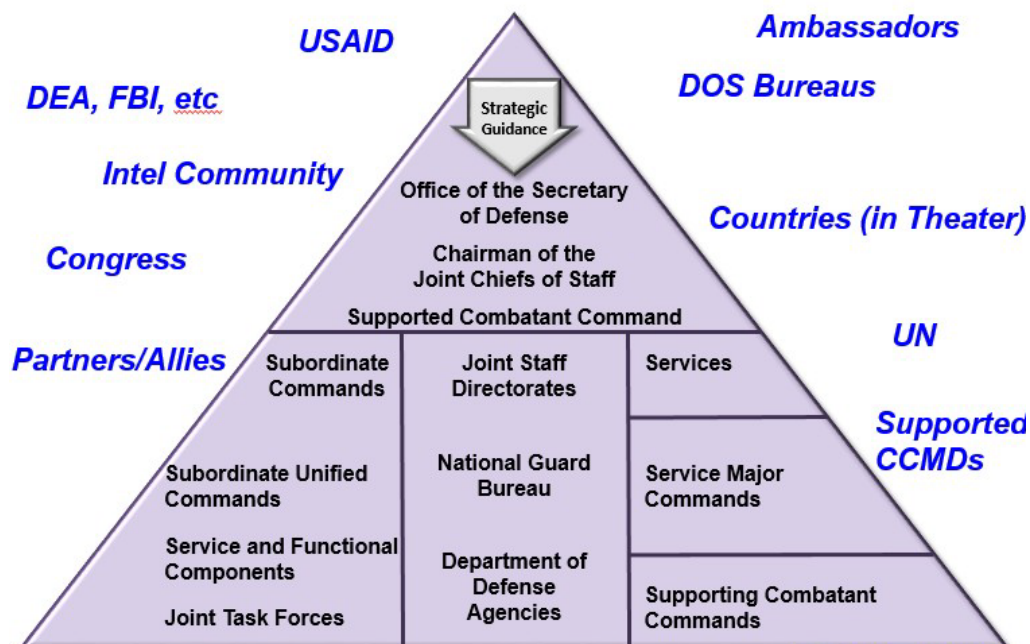 USAID
Ambassadors
DEA, FBI, etc
DOS Bureaus
Strategic
Guidance
Intel Community
Office of the Secretary
of Defense
Countries (in Theater)
Congress
Chairman of the
Joint Chiefs of Staff
Supported Combatant Command
UN
Partners/Allies
Subordinate
Commands
Joint Staff
Directorates
Services
Supported
CCMDs
Subordinate Unified
Commands
National Guard
Bureau
Service Major
Commands
Service and Functional
Components
Department of
Defense
Agencies
Joint Task Forces
Supporting Combatant
Commands